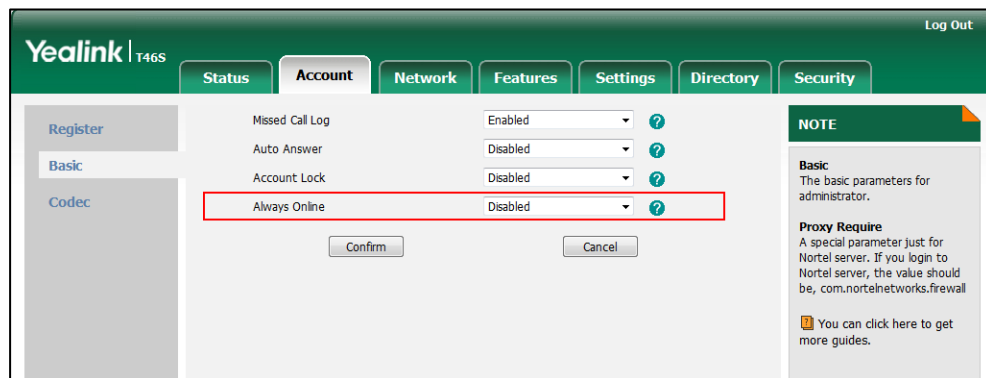 Log Out
Yealink T46S
Status Account Network Features Settings Directory Security
Register
Basic
Codec
Missed Call Log Enabled ?
Auto Answer Disabled ?
Account Lock Disabled ?
Always Online Disabled ?
Confirm Cancel
NOTE
Basic
The basic parameters for
administrator.
Proxy Require
A special parameter just for
Nortel server. If you login to
Nortel server, the value should
be, com.nortelnetworks.firewall
? You can click here to get
more guides.